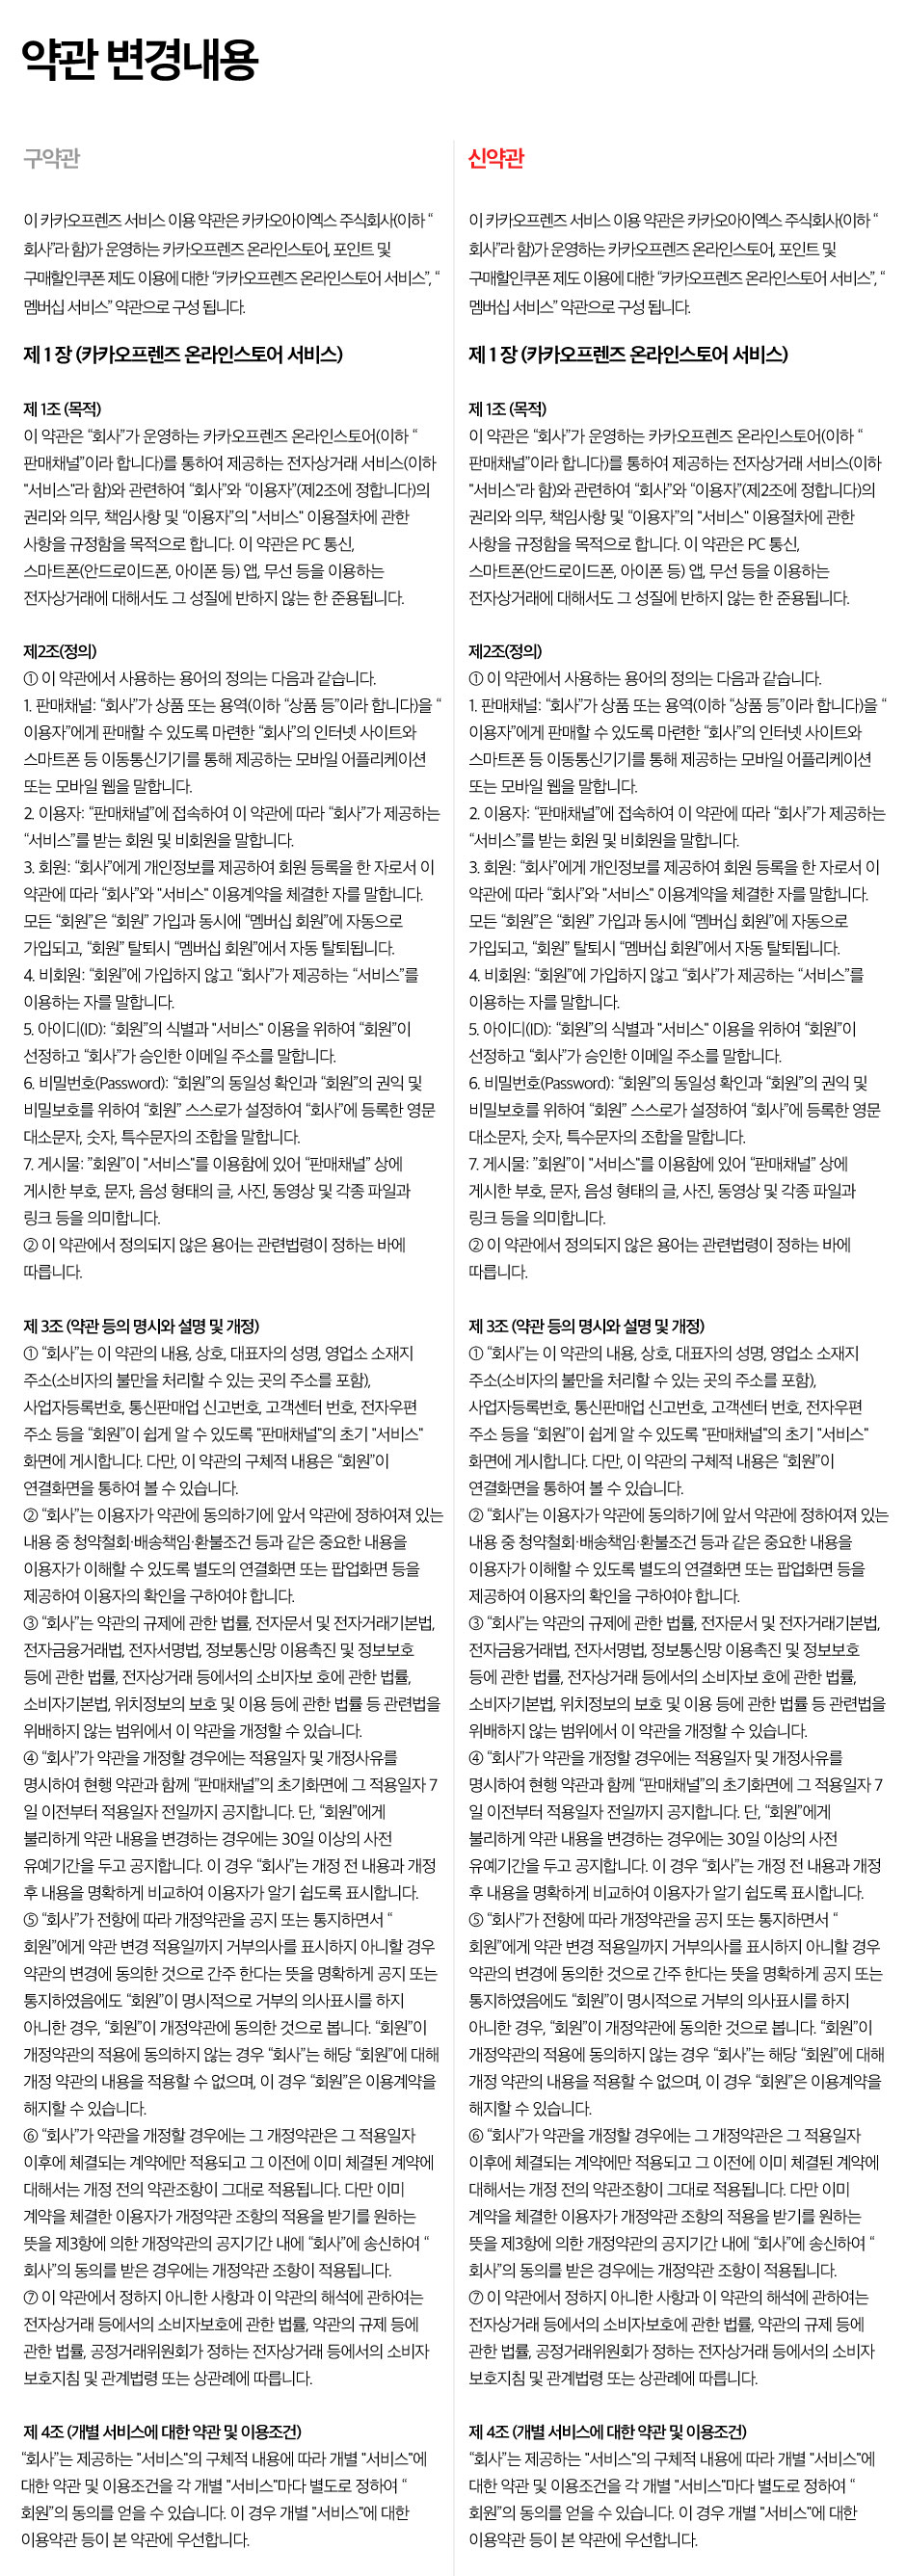 약관 변경내용
구약관
이 카카오프렌즈 서비스 이용 약관은 카카오아이엑스 주식회사(이하 “
회사”라 함)가 운영하는 카카오프렌즈 온라인스토어, 포인트 및
구매할인쿠폰 제도 이용에 대한 “카카오프렌즈 온라인스토어 서비스”, “
멤버십 서비스” 약관으로 구성 됩니다.
제 1 장 (카카오프렌즈 온라인스토어 서비스)
제 1조 (목적)
이 약관은 “회사”가 운영하는 카카오프렌즈 온라인스토어(이하 “
판매채널”이라 합니다)를 통하여 제공하는 전자상거래 서비스(이하
"서비스"라 함)와 관련하여 “회사”와 “이용자”(제2조에 정합니다)의
권리와 의무, 책임사항 및 “이용자”의 "서비스" 이용절차에 관한
사항을 규정함을 목적으로 합니다. 이 약관은 PC 통신,
스마트폰(안드로이드폰, 아이폰 등) 앱, 무선 등을 이용하는
전자상거래에 대해서도 그 성질에 반하지 않는 한 준용됩니다.
제2조(정의)
① 이 약관에서 사용하는 용어의 정의는 다음과 같습니다.
1. 판매채널: “회사”가 상품 또는 용역(이하 “상품 등”이라 합니다)을 “
이용자”에게 판매할 수 있도록 마련한 “회사”의 인터넷 사이트와
스마트폰 등 이동통신기기를 통해 제공하는 모바일 어플리케이션
또는 모바일 웹을 말합니다.
2. 이용자: “판매채널”에 접속하여 이 약관에 따라 “회사”가 제공하는
“서비스”를 받는 회원 및 비회원을 말합니다.
3. 회원: “회사”에게 개인정보를 제공하여 회원 등록을 한 자로서 이
약관에 따라 “회사”와 "서비스" 이용계약을 체결한 자를 말합니다.
모든 “회원”은 “회원” 가입과 동시에 “멤버십 회원”에 자동으로
가입되고, “회원” 탈퇴시 “멤버십 회원”에서 자동 탈퇴됩니다.
4. 비회원: “회원”에 가입하지 않고 “회사”가 제공하는 “서비스”를
이용하는 자를 말합니다.
5. 아이디(ID): “회원”의 식별과 "서비스" 이용을 위하여 “회원”이
선정하고 “회사”가 승인한 이메일 주소를 말합니다.
6. 비밀번호(Password): “회원”의 동일성 확인과 “회원”의 권익 및
비밀보호를 위하여 “회원” 스스로가 설정하여 “회사”에 등록한 영문
대소문자, 숫자, 특수문자의 조합을 말합니다.
7. 게시물: ”회원”이 "서비스"를 이용함에 있어 “판매채널” 상에
게시한 부호, 문자, 음성 형태의 글, 사진, 동영상 및 각종 파일과
링크 등을 의미합니다.
② 이 약관에서 정의되지 않은 용어는 관련법령이 정하는 바에
따릅니다.
제 3조 (약관 등의 명시와 설명 및 개정)
① “회사”는 이 약관의 내용, 상호, 대표자의 성명, 영업소 소재지
주소(소비자의 불만을 처리할 수 있는 곳의 주소를 포함),
사업자등록번호, 통신판매업 신고번호, 고객센터 번호, 전자우편
주소 등을 “회원”이 쉽게 알 수 있도록 "판매채널"의 초기 "서비스"
화면에 게시합니다. 다만, 이 약관의 구체적 내용은 “회원”이
연결화면을 통하여 볼 수 있습니다.
② “회사”는 이용자가 약관에 동의하기에 앞서 약관에 정하여져 있는
내용 중 청약철회·배송책임·환불조건 등과 같은 중요한 내용을
이용자가 이해할 수 있도록 별도의 연결화면 또는 팝업화면 등을
제공하여 이용자의 확인을 구하여야 합니다.
③ “회사”는 약관의 규제에 관한 법률, 전자문서 및 전자거래기본법,
전자금융거래법, 전자서명법, 정보통신망 이용촉진 및 정보보호
등에 관한 법률, 전자상거래 등에서의 소비자보 호에 관한 법률,
소비자기본법, 위치정보의 보호 및 이용 등에 관한 법률 등 관련법을
위배하지 않는 범위에서 이 약관을 개정할 수 있습니다.
④ “회사”가 약관을 개정할 경우에는 적용일자 및 개정사유를
명시하여 현행 약관과 함께 “판매채널”의 초기화면에 그 적용일자 7
일 이전부터 적용일자 전일까지 공지합니다. 단, “회원”에게
불리하게 약관 내용을 변경하는 경우에는 30일 이상의 사전
유예기간을 두고 공지합니다. 이 경우 “회사”는 개정 전 내용과 개정
후 내용을 명확하게 비교하여 이용자가 알기 쉽도록 표시합니다.
⑤ “회사”가 전항에 따라 개정약관을 공지 또는 통지하면서 “
회원”에게 약관 변경 적용일까지 거부의사를 표시하지 아니할 경우
약관의 변경에 동의한 것으로 간주 한다는 뜻을 명확하게 공지 또는
통지하였음에도 “회원”이 명시적으로 거부의 의사표시를 하지
아니한 경우, “회원”이 개정약관에 동의한 것으로 봅니다. “회원”이
개정약관의 적용에 동의하지 않는 경우 “회사”는 해당 “회원”에 대해
개정 약관의 내용을 적용할 수 없으며, 이 경우 “회원”은 이용계약을
해지할 수 있습니다.
⑥ “회사”가 약관을 개정할 경우에는 그 개정약관은 그 적용일자
이후에 체결되는 계약에만 적용되고 그 이전에 이미 체결된 계약에
대해서는 개정 전의 약관조항이 그대로 적용됩니다. 다만 이미
계약을 체결한 이용자가 개정약관 조항의 적용을 받기를 원하는
뜻을 제3항에 의한 개정약관의 공지기간 내에 “회사”에 송신하여 “
회사”의 동의를 받은 경우에는 개정약관 조항이 적용됩니다.
⑦ 이 약관에서 정하지 아니한 사항과 이 약관의 해석에 관하여는
전자상거래 등에서의 소비자보호에 관한 법률, 약관의 규제 등에
관한 법률, 공정거래위원회가 정하는 전자상거래 등에서의 소비자
보호지침 및 관계법령 또는 상관례에 따릅니다.
제 4조 (개별 서비스에 대한 약관 및 이용조건)
“회사”는 제공하는 "서비스"의 구체적 내용에 따라 개별 "서비스"에
대한 약관 및 이용조건을 각 개별 "서비스"마다 별도로 정하여 “
회원”의 동의를 얻을 수 있습니다. 이 경우 개별 "서비스"에 대한
이용약관 등이 본 약관에 우선합니다.
신약관
이 카카오프렌즈 서비스 이용 약관은 카카오아이엑스 주식회사(이하 “
회사”라 함)가 운영하는 카카오프렌즈 온라인스토어, 포인트 및
구매할인쿠폰 제도 이용에 대한 “카카오프렌즈 온라인스토어 서비스”, “
멤버십 서비스” 약관으로 구성 됩니다.
제 1 장 (카카오프렌즈 온라인스토어 서비스)
제 1조 (목적)
이 약관은 “회사”가 운영하는 카카오프렌즈 온라인스토어(이하 “
판매채널”이라 합니다)를 통하여 제공하는 전자상거래 서비스(이하
"서비스"라 함)와 관련하여 “회사”와 “이용자”(제2조에 정합니다)의
권리와 의무, 책임사항 및 “이용자”의 "서비스" 이용절차에 관한
사항을 규정함을 목적으로 합니다. 이 약관은 PC 통신,
스마트폰(안드로이드폰, 아이폰 등) 앱, 무선 등을 이용하는
전자상거래에 대해서도 그 성질에 반하지 않는 한 준용됩니다.
제2조(정의)
① 이 약관에서 사용하는 용어의 정의는 다음과 같습니다.
1. 판매채널: “회사”가 상품 또는 용역(이하 “상품 등”이라 합니다)을 “
이용자”에게 판매할 수 있도록 마련한 “회사”의 인터넷 사이트와
스마트폰 등 이동통신기기를 통해 제공하는 모바일 어플리케이션
또는 모바일 웹을 말합니다.
2. 이용자: “판매채널”에 접속하여 이 약관에 따라 “회사”가 제공하는
“서비스”를 받는 회원 및 비회원을 말합니다.
3. 회원: “회사”에게 개인정보를 제공하여 회원 등록을 한 자로서 이
약관에 따라 “회사”와 "서비스" 이용계약을 체결한 자를 말합니다.
모든 “회원”은 “회원” 가입과 동시에 “멤버십 회원”에 자동으로
가입되고, “회원” 탈퇴시 “멤버십 회원”에서 자동 탈퇴됩니다.
4. 비회원: “회원”에 가입하지 않고 “회사”가 제공하는 “서비스”를
이용하는 자를 말합니다.
5. 아이디(ID): “회원”의 식별과 "서비스" 이용을 위하여 “회원”이
선정하고 “회사”가 승인한 이메일 주소를 말합니다.
6. 비밀번호(Password): “회원”의 동일성 확인과 “회원”의 권익 및
비밀보호를 위하여 “회원” 스스로가 설정하여 “회사”에 등록한 영문
대소문자, 숫자, 특수문자의 조합을 말합니다.
7. 게시물: ”회원”이 "서비스"를 이용함에 있어 “판매채널” 상에
게시한 부호, 문자, 음성 형태의 글, 사진, 동영상 및 각종 파일과
링크 등을 의미합니다.
② 이 약관에서 정의되지 않은 용어는 관련법령이 정하는 바에
따릅니다.
제 3조 (약관 등의 명시와 설명 및 개정)
① “회사”는 이 약관의 내용, 상호, 대표자의 성명, 영업소 소재지
주소(소비자의 불만을 처리할 수 있는 곳의 주소를 포함),
사업자등록번호, 통신판매업 신고번호, 고객센터 번호, 전자우편
주소 등을 “회원”이 쉽게 알 수 있도록 "판매채널"의 초기 "서비스"
화면에 게시합니다. 다만, 이 약관의 구체적 내용은 “회원”이
연결화면을 통하여 볼 수 있습니다.
② “회사”는 이용자가 약관에 동의하기에 앞서 약관에 정하여져 있는
내용 중 청약철회·배송책임·환불조건 등과 같은 중요한 내용을
이용자가 이해할 수 있도록 별도의 연결화면 또는 팝업화면 등을
제공하여 이용자의 확인을 구하여야 합니다.
③ “회사”는 약관의 규제에 관한 법률, 전자문서 및 전자거래기본법,
전자금융거래법, 전자서명법, 정보통신망 이용촉진 및 정보보호
등에 관한 법률, 전자상거래 등에서의 소비자보 호에 관한 법률,
소비자기본법, 위치정보의 보호 및 이용 등에 관한 법률 등 관련법을
위배하지 않는 범위에서 이 약관을 개정할 수 있습니다.
④ “회사”가 약관을 개정할 경우에는 적용일자 및 개정사유를
명시하여 현행 약관과 함께 “판매채널”의 초기화면에 그 적용일자 7
일 이전부터 적용일자 전일까지 공지합니다. 단, “회원”에게
불리하게 약관 내용을 변경하는 경우에는 30일 이상의 사전
유예기간을 두고 공지합니다. 이 경우 “회사”는 개정 전 내용과 개정
후 내용을 명확하게 비교하여 이용자가 알기 쉽도록 표시합니다.
⑤ “회사”가 전항에 따라 개정약관을 공지 또는 통지하면서 “
회원”에게 약관 변경 적용일까지 거부의사를 표시하지 아니할 경우
약관의 변경에 동의한 것으로 간주 한다는 뜻을 명확하게 공지 또는
통지하였음에도 “회원”이 명시적으로 거부의 의사표시를 하지
아니한 경우, “회원”이 개정약관에 동의한 것으로 봅니다. “회원”이
개정약관의 적용에 동의하지 않는 경우 “회사”는 해당 “회원”에 대해
개정 약관의 내용을 적용할 수 없으며, 이 경우 “회원”은 이용계약을
해지할 수 있습니다.
⑥ “회사”가 약관을 개정할 경우에는 그 개정약관은 그 적용일자
이후에 체결되는 계약에만 적용되고 그 이전에 이미 체결된 계약에
대해서는 개정 전의 약관조항이 그대로 적용됩니다. 다만 이미
계약을 체결한 이용자가 개정약관 조항의 적용을 받기를 원하는
뜻을 제3항에 의한 개정약관의 공지기간 내에 “회사”에 송신하여 “
회사”의 동의를 받은 경우에는 개정약관 조항이 적용됩니다.
⑦ 이 약관에서 정하지 아니한 사항과 이 약관의 해석에 관하여는
전자상거래 등에서의 소비자보호에 관한 법률, 약관의 규제 등에
관한 법률, 공정거래위원회가 정하는 전자상거래 등에서의 소비자
보호지침 및 관계법령 또는 상관례에 따릅니다.
제 4조 (개별 서비스에 대한 약관 및 이용조건)
“회사”는 제공하는 "서비스"의 구체적 내용에 따라 개별 "서비스"에
대한 약관 및 이용조건을 각 개별 "서비스"마다 별도로 정하여 “
회원”의 동의를 얻을 수 있습니다. 이 경우 개별 "서비스"에 대한
이용약관 등이 본 약관에 우선합니다.